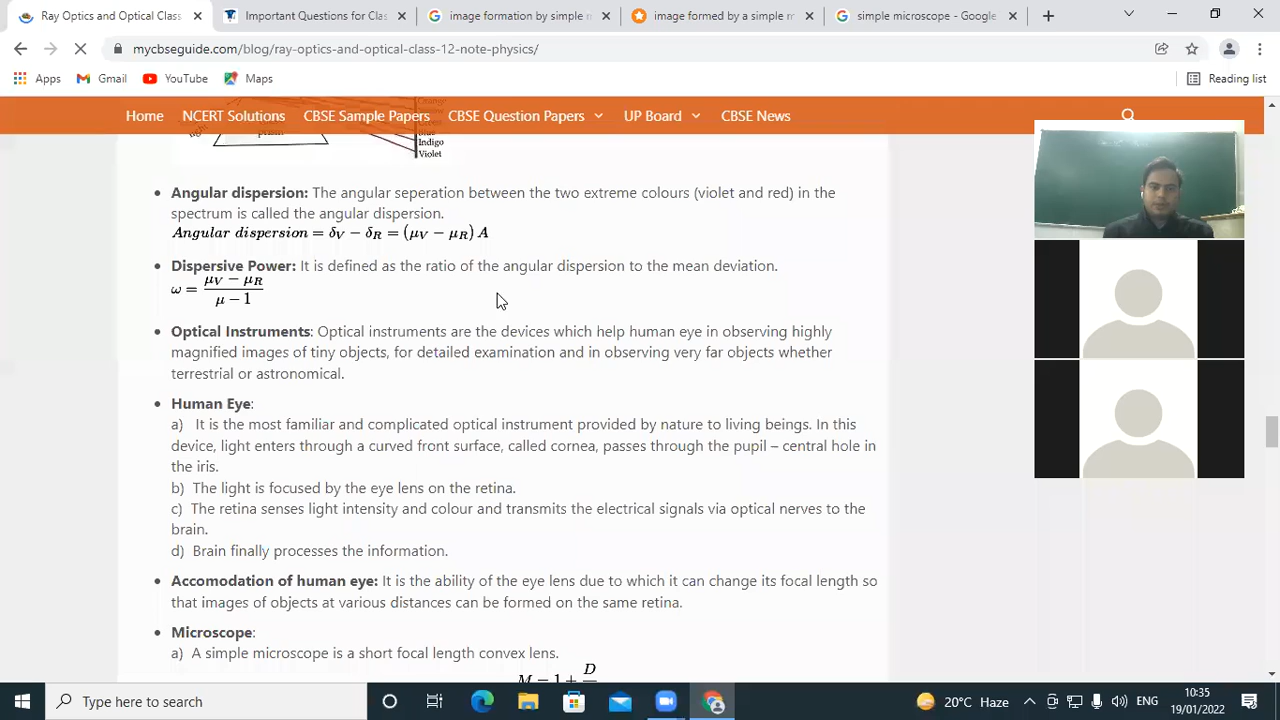 Ray Optics and Optical Class
Important Questions for Class
image formation by simple m
image formed by a simple m
simple microscope - Google
mycbseguide.com/blog/ray-optics-and-optical-class-12-note-physics/
Apps
Gmail
YouTube
Maps
Reading list
Home
NCERT Solutions
CBSE Sample Papers
CBSE Question Papers
UP Board
CBSE News
light
prism
Blue
Indigo
Violet
• Angular dispersion: The angular seperation between the two extreme colours (violet and red) in the
spectrum is called the angular dispersion.
Angular dispersion = δV − δR = (μV − μR) A
• Dispersive Power: It is defined as the ratio of the angular dispersion to the mean deviation.
ω = μV − μR / μ − 1
• Optical Instruments: Optical instruments are the devices which help human eye in observing highly
magnified images of tiny objects, for detailed examination and in observing very far objects whether
terrestrial or astronomical.
• Human Eye:
a) It is the most familiar and complicated optical instrument provided by nature to living beings. In this
device, light enters through a curved front surface, called cornea, passes through the pupil – central hole in
the iris.
b) The light is focused by the eye lens on the retina.
c) The retina senses light intensity and colour and transmits the electrical signals via optical nerves to the
brain.
d) Brain finally processes the information.
• Accomodation of human eye: It is the ability of the eye lens due to which it can change its focal length so
that images of objects at various distances can be formed on the same retina.
• Microscope:
a) A simple microscope is a short focal length convex lens.
M = 1 + D
Type here to search
20°C Haze
ENG
10:35
19/01/2022